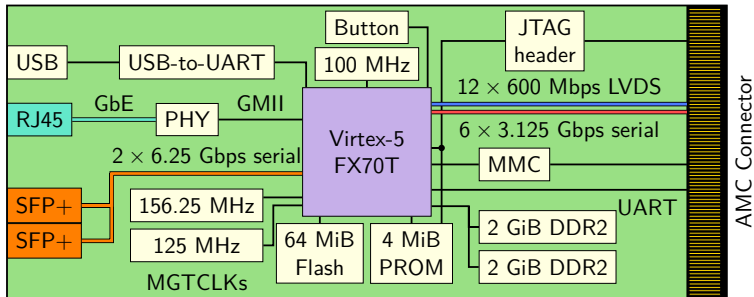 Button
JTAG
header
USB
USB-to-UART
100 MHz
12 × 600 Mbps LVDS
GbE
GMII
RJ45
PHY
Virtex-5
FX70T
6 × 3.125 Gbps serial
2 × 6.25 Gbps serial
MMC
SFP+
156.25 MHz
UART
SFP+
125 MHz
64 MiB
Flash
4 MiB
PROM
2 GiB DDR2
2 GiB DDR2
MGTCLKs
AMC Connector